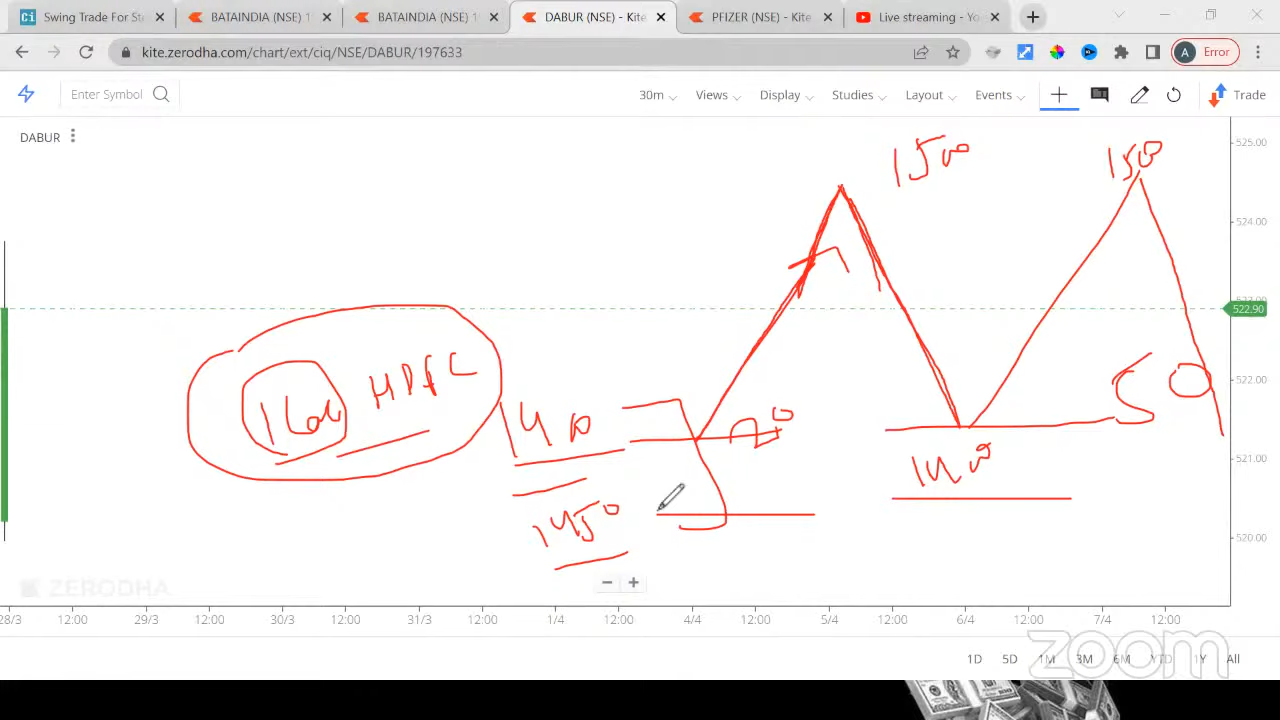 Swing Trade For St
BATAINDIA (NSE) 1
BATAINDIA (NSE) 1
DABUR (NSE) - Kite
PFIZER (NSE) - Kite
Live streaming - Yo
kite.zerodha.com/chart/ext/ciq/NSE/DABUR/197633
A
Error
Enter Symbol
30m
Views
Display
Studies
Layout
Events
Trade
DABUR
525.00
524.00
522.90
522.00
521.00
520.00
1500
1500
HDFC
1450
1400
50
ZERODHA
28/3
12:00
29/3
12:00
30/3
12:00
31/3
12:00
1/4
12:00
4/4
12:00
5/4
12:00
6/4
12:00
7/4
12:00
zoom
1D
5D
1M
3M
6M
YTD
1Y
All